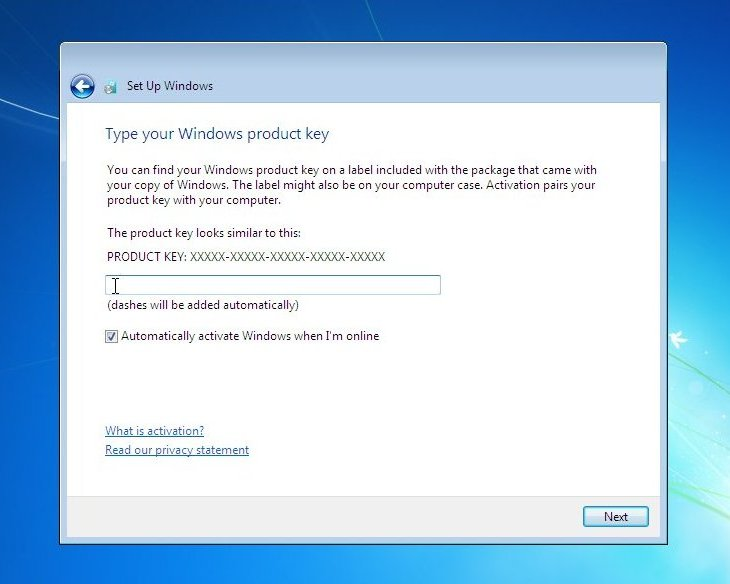 Set Up Windows
Type your Windows product key
You can find your Windows product key on a label included with the package that came with
your copy of Windows. The label might also be on your computer case. Activation pairs your
product key with your computer.
The product key looks similar to this:
PRODUCT KEY: XXXXX-XXXXX-XXXXX-XXXXX-XXXXX
(dashes will be added automatically)
Automatically activate Windows when I'm online
What is activation?
Read our privacy statement
Next